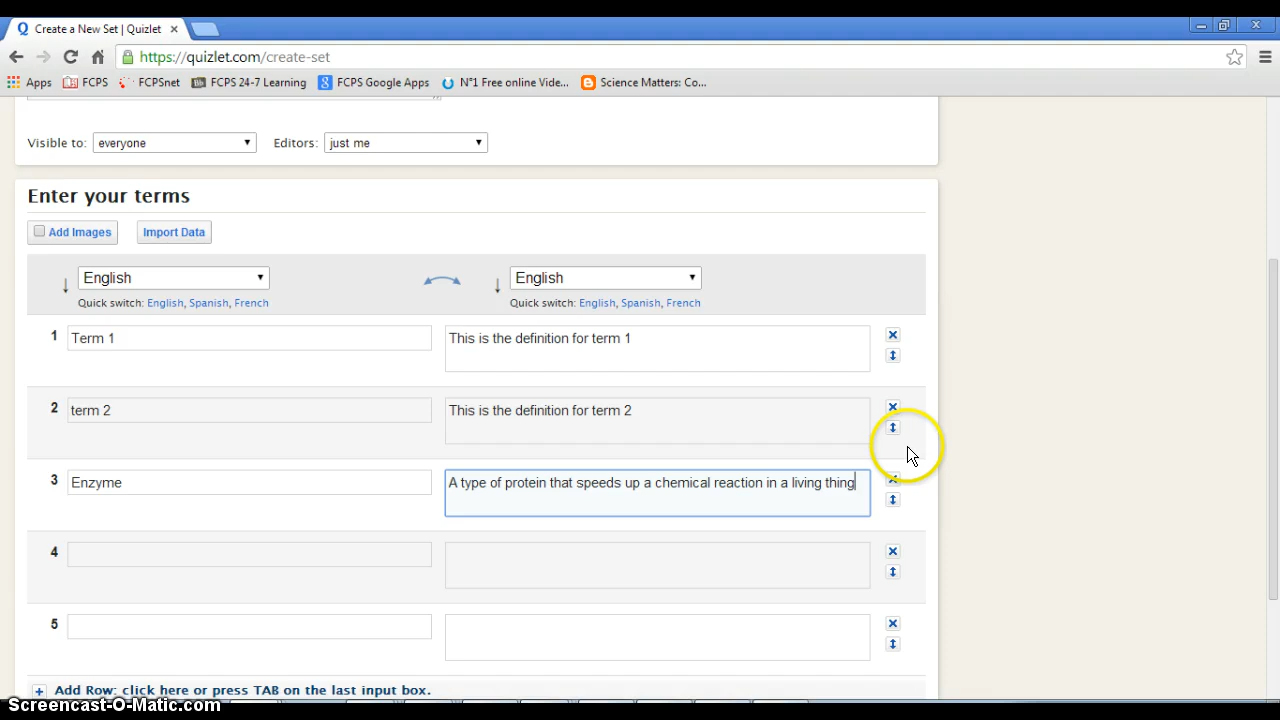 Create a New Set | Quizlet
https://quizlet.com/create-set
Apps FCPS FCPSnet FCPS 24-7 Learning FCPS Google Apps N°1 Free online Vide... Science Matters: Co...
Visible to: everyone Editors: just me
Enter your terms
Add Images Import Data
English English
Quick switch: English, Spanish, French Quick switch: English, Spanish, French
1 Term 1 This is the definition for term 1
2 term 2 This is the definition for term 2
3 Enzyme A type of protein that speeds up a chemical reaction in a living thing
4
5
Add Row: click here or press TAB on the last input box.
Screencast-O-Matic.com